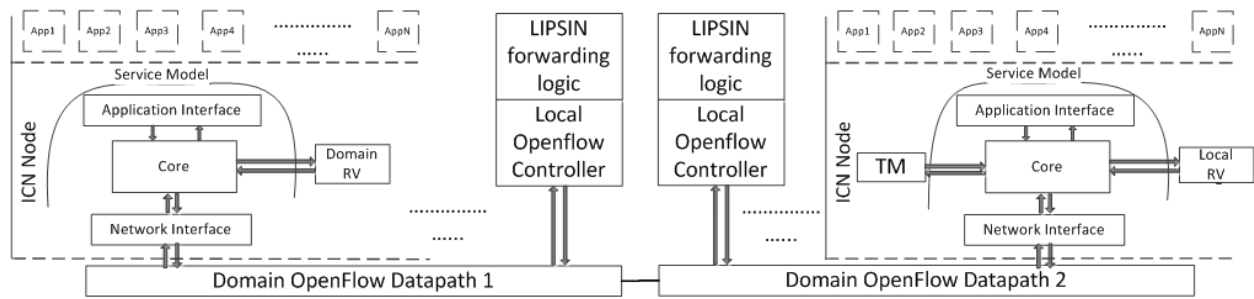 App1 App2 App3 App4 AppN
Service Model
Application Interface
Core
Domain
RV
Network Interface
ICN Node
LIPSIN
forwarding
logic
Local
Openflow
Controller
LIPSIN
forwarding
logic
Local
Openflow
Controller
App1 App2 App3 App4 AppN
Service Model
Application Interface
TM
Core
Local
RV
Network Interface
ICN Node
Domain OpenFlow Datapath 1
Domain OpenFlow Datapath 2